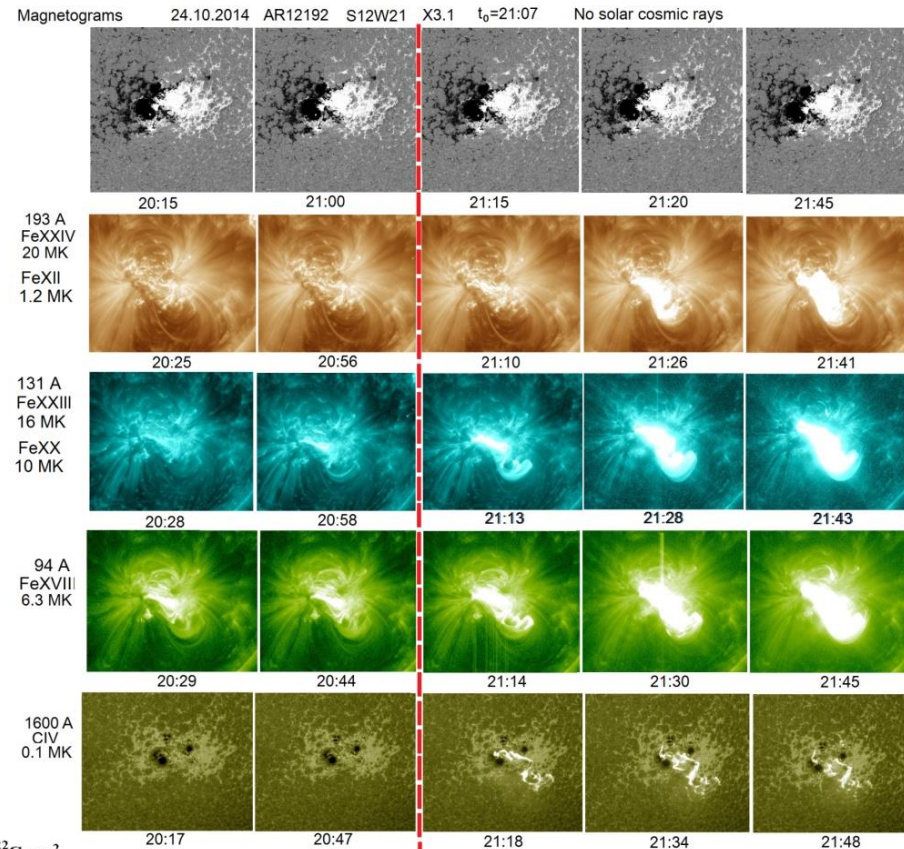 Magnetograms 24.10.2014 AR12192 S12W21 X3.1 t₀=21:07 No solar cosmic rays
20:15 21:00 21:15 21:20 21:45
193 A
FeXXIV
20 MK
FeXII
1.2 MK
20:25 20:56 21:10 21:26 21:41
131 A
FeXXIII
16 MK
FeXX
10 MK
20:28 20:58 21:13 21:28 21:43
94 A
FeXVIII
6.3 MK
20:29 20:44 21:14 21:30 21:45
1600 A
CIV
0.1 MK
20:17 20:47 21:18 21:34 21:48